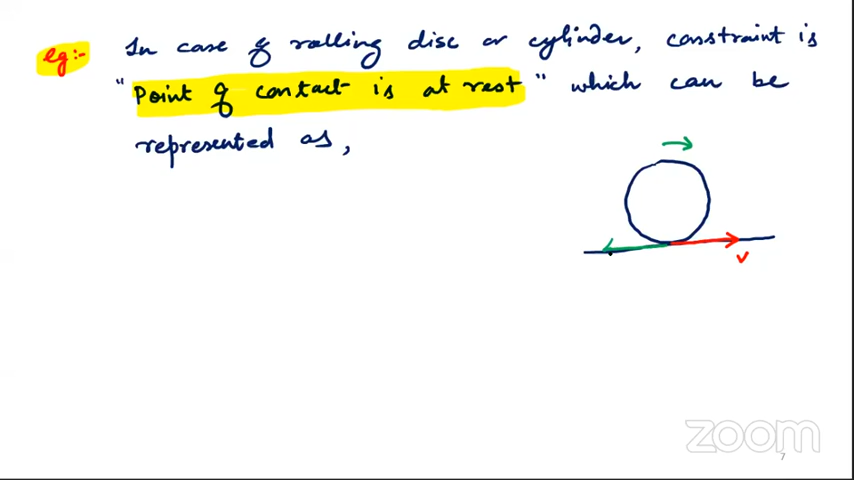 eg:- In case of rolling disc or cylinder, constraint is
"Point of contact is at rest" which can be
represented as,
v
zoom
7